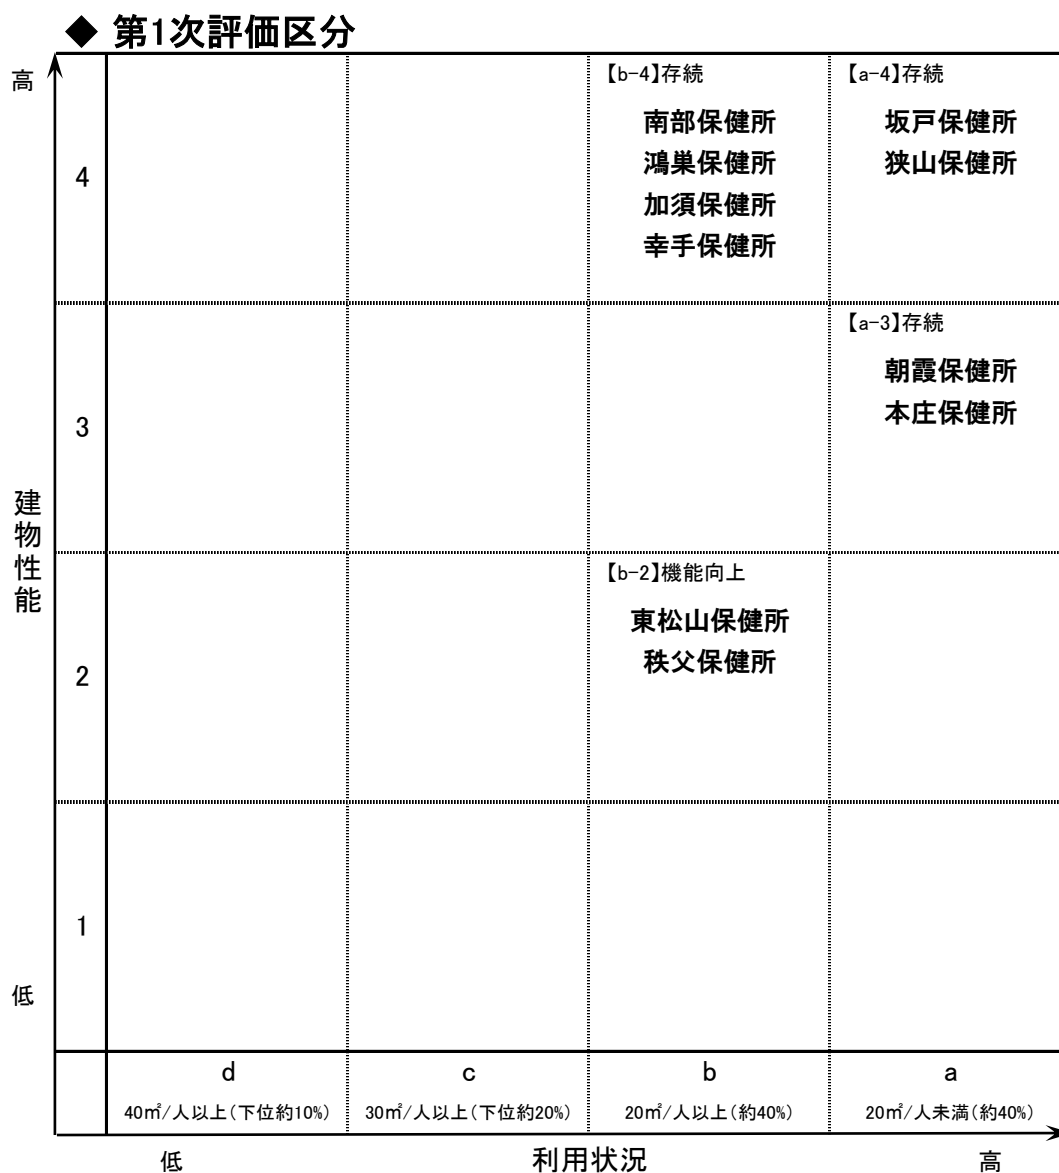 ◆ 第1次評価区分
高
4
【b-4】存続
南部保健所
鴻巣保健所
加須保健所
幸手保健所
【a-4】存続
坂戸保健所
狭山保健所
3
【a-3】存続
朝霞保健所
本庄保健所
建物性能
2
【b-2】機能向上
東松山保健所
秩父保健所
1
低
d
c
b
a
40㎡/人以上(下位約10%)
30㎡/人以上(下位約20%)
20㎡/人以上(約40%)
20㎡/人未満(約40%)
低
利用状況
高